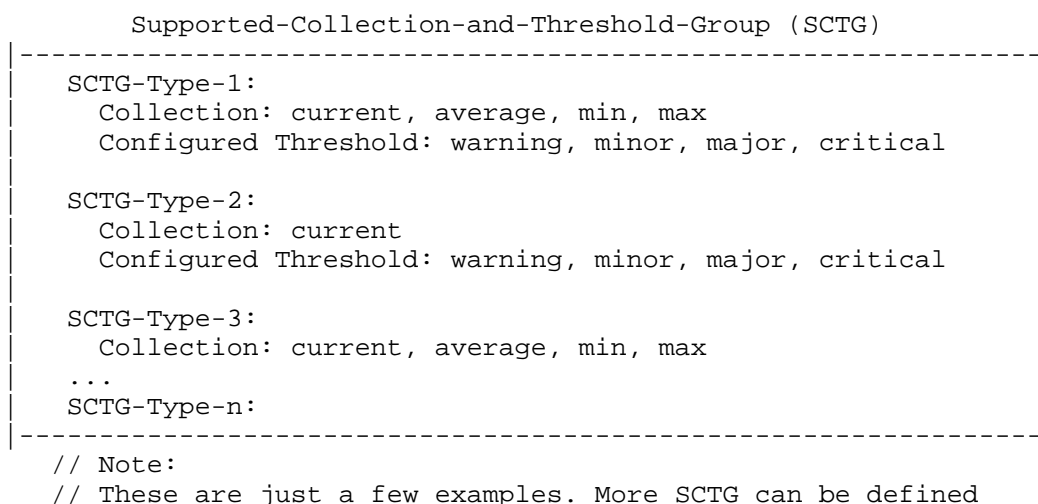 Supported-Collection-and-Threshold-Group (SCTG)
|----------------------------------------------------------------
| SCTG-Type-1:
| Collection: current, average, min, max
| Configured Threshold: warning, minor, major, critical
|
| SCTG-Type-2:
| Collection: current
| Configured Threshold: warning, minor, major, critical
|
| SCTG-Type-3:
| Collection: current, average, min, max
| ...
| SCTG-Type-n:
|----------------------------------------------------------------
// Note:
// These are just a few examples. More SCTG can be defined